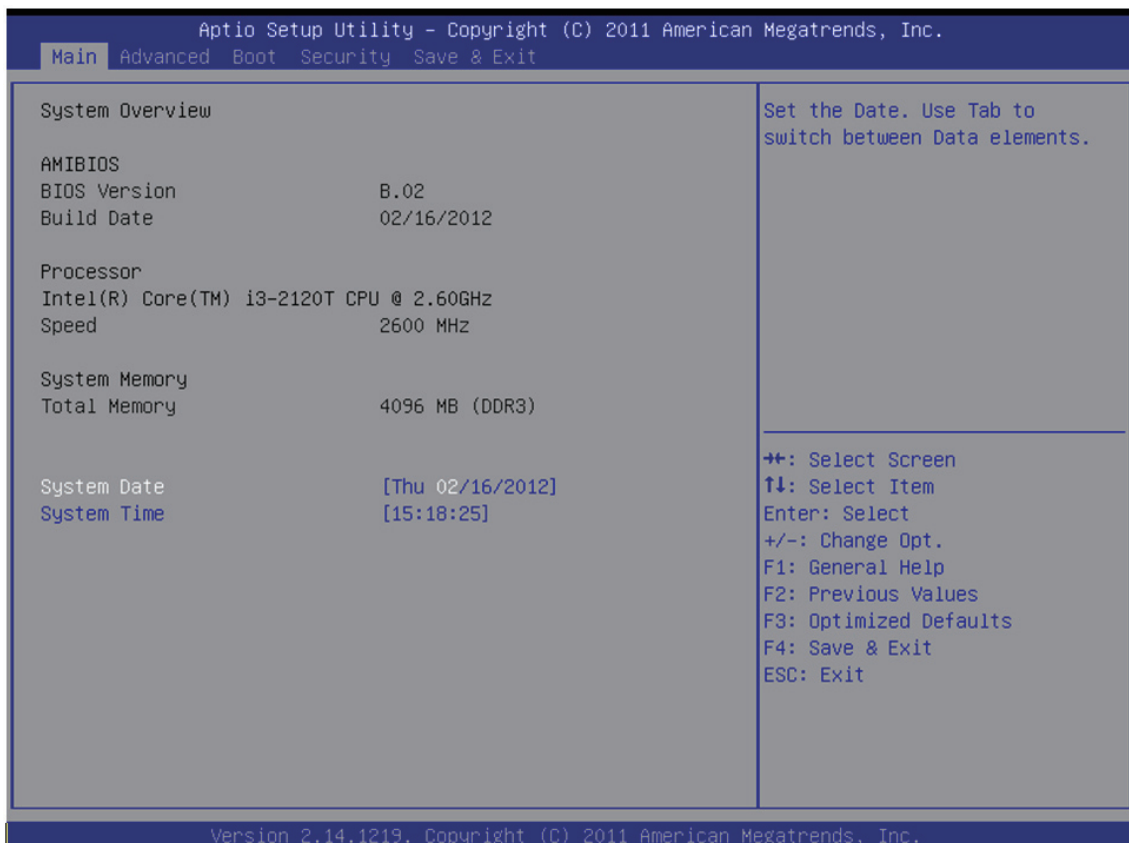 Aptio Setup Utility – Copyright (C) 2011 American Megatrends, Inc.
Main Advanced Boot Security Save & Exit
System Overview
AMIBIOS
BIOS Version B.02
Build Date 02/16/2012
Processor
Intel(R) Core(TM) i3-2120T CPU @ 2.60GHz
Speed 2600 MHz
System Memory
Total Memory 4096 MB (DDR3)
System Date [Thu 02/16/2012]
System Time [15:18:25]
Set the Date. Use Tab to
switch between Data elements.
→←: Select Screen
↑↓: Select Item
Enter: Select
+/-: Change Opt.
F1: General Help
F2: Previous Values
F3: Optimized Defaults
F4: Save & Exit
ESC: Exit
Version 2.14.1219. Copyright (C) 2011 American Megatrends, Inc.